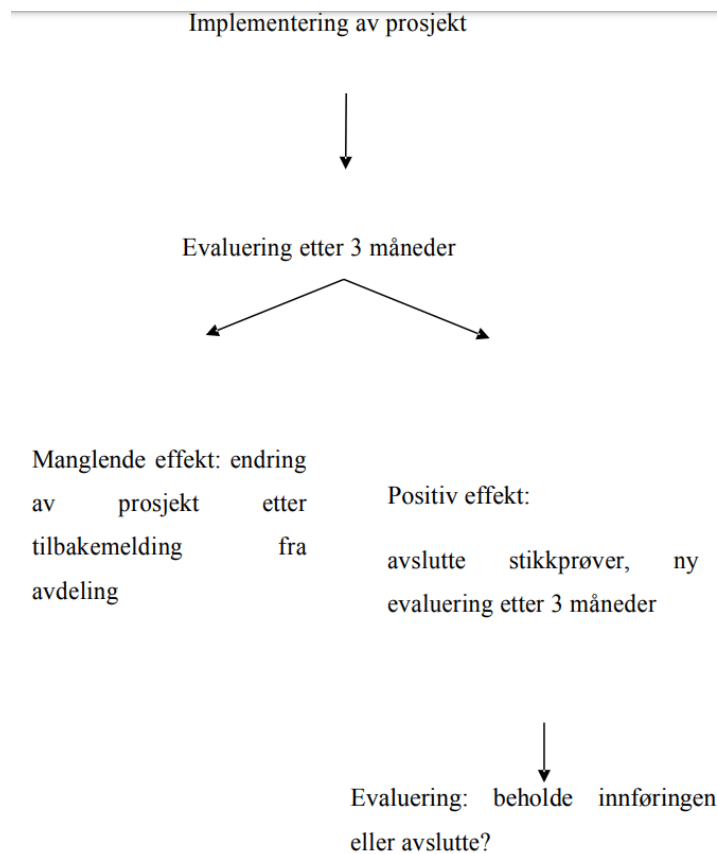 Implementering av prosjekt
Evaluering etter 3 måneder
Manglende effekt: endring
av prosjekt etter
tilbakemelding fra
avdeling
Positiv effekt:
avslutte stikkprøver, ny
evaluering etter 3 måneder
Evaluering: beholde innføringen
eller avslutte?